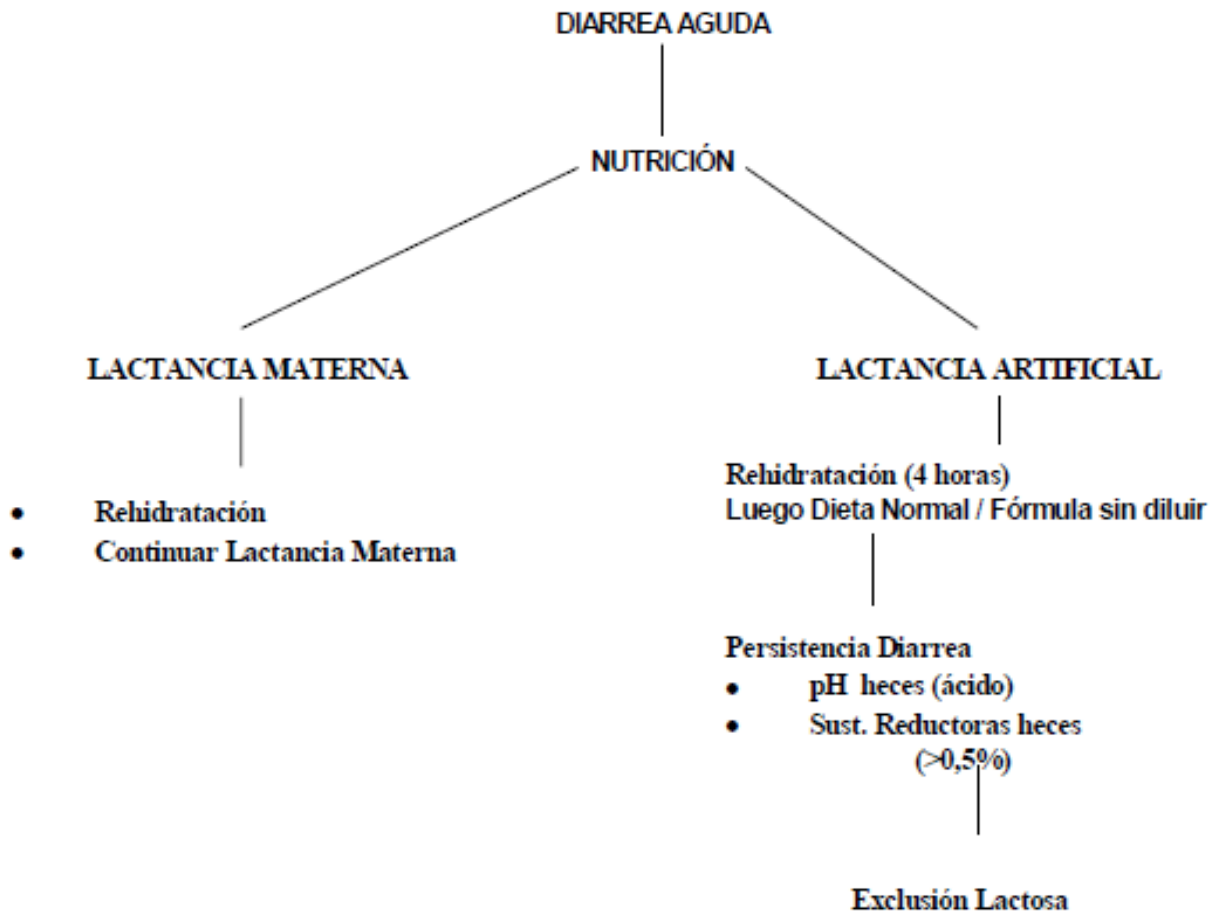 DIARREA AGUDA
NUTRICIÓN
LACTANCIA MATERNA
LACTANCIA ARTIFICIAL
• Rehidratación
• Continuar Lactancia Materna
Rehidratación (4 horas)
Luego Dieta Normal / Fórmula sin diluir
Persistencia Diarrea
• pH heces (ácido)
• Sust. Reductoras heces
(>0,5%)
Exclusión Lactosa